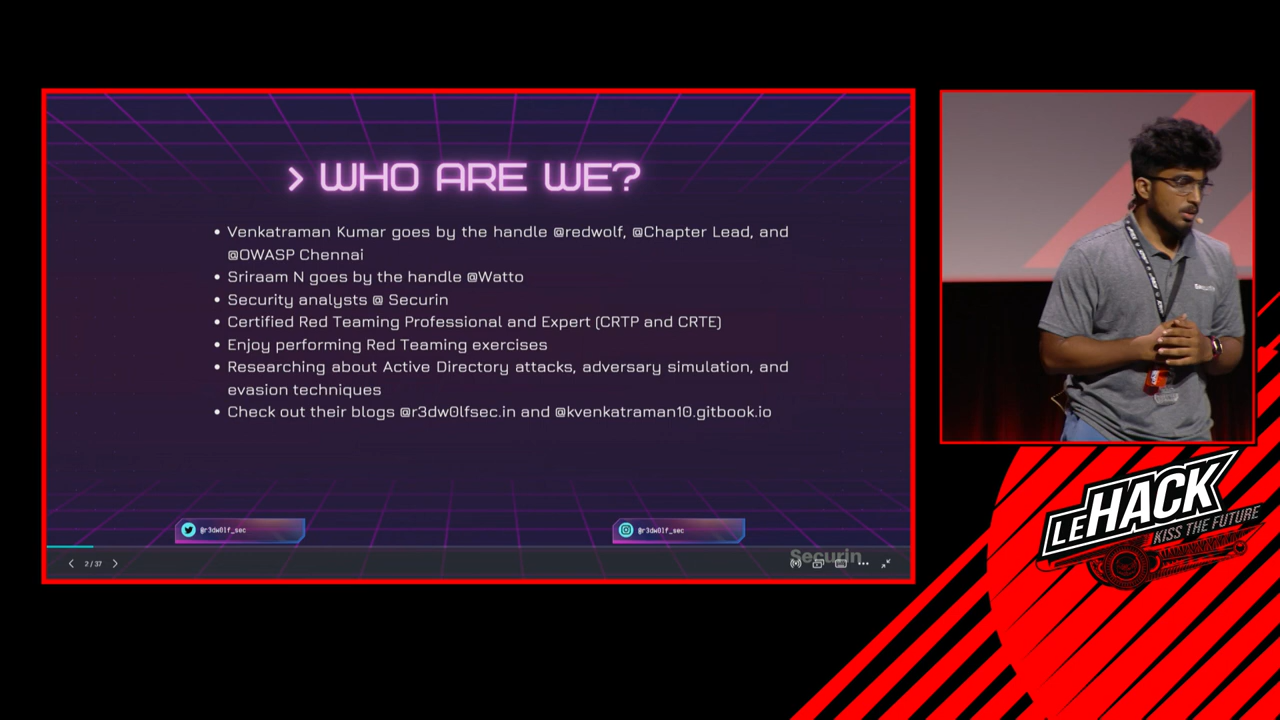 > WHO ARE WE?
• Venkatraman Kumar goes by the handle @redwolf, @Chapter Lead, and
@OWASP Chennai
• Sriraam N goes by the handle @Watto
• Security analysts @ Securin
• Certified Red Teaming Professional and Expert (CRTP and CRTE)
• Enjoy performing Red Teaming exercises
• Researching about Active Directory attacks, adversary simulation, and
evasion techniques
• Check out their blogs @r3dw0lfsec.in and @kvenkatraman10.gitbook.io
@r3dw0lf_sec
@r3dw0lf_sec
Securin
2 / 37
Securin
LEHACK
KISS THE FUTURE